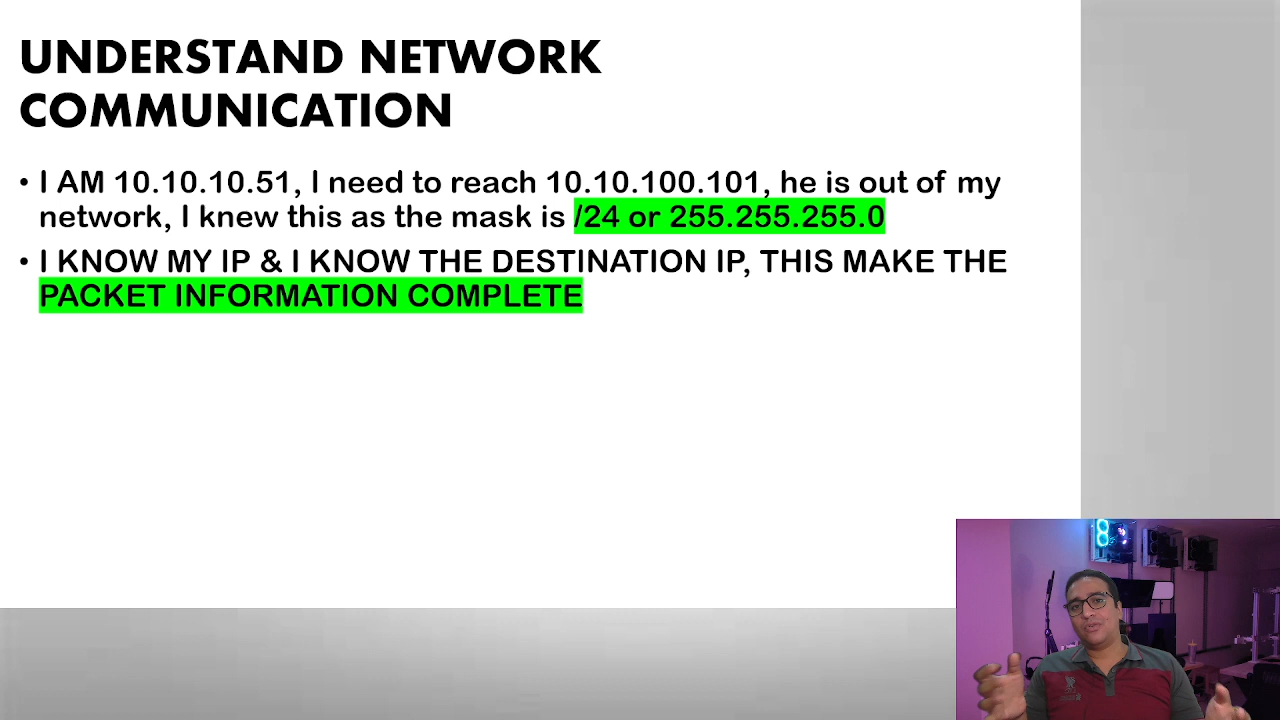 UNDERSTAND NETWORK
COMMUNICATION
• I AM 10.10.10.51, I need to reach 10.10.100.101, he is out of my
network, I knew this as the mask is /24 or 255.255.255.0
• I KNOW MY IP & I KNOW THE DESTINATION IP, THIS MAKE THE
PACKET INFORMATION COMPLETE